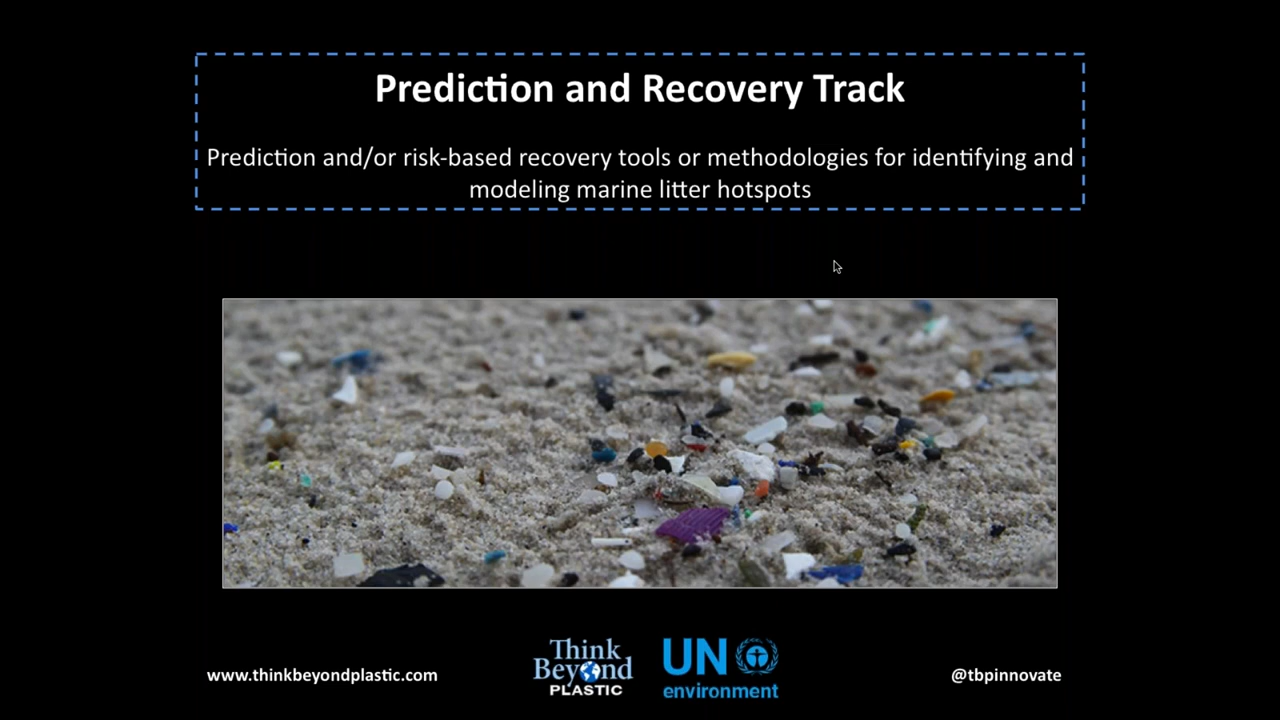 Prediction and Recovery Track
Prediction and/or risk-based recovery tools or methodologies for identifying and
modeling marine litter hotspots
www.thinkbeyondplastic.com
Think
Beyond
PLASTIC
UN
environment
@tbpinnovate